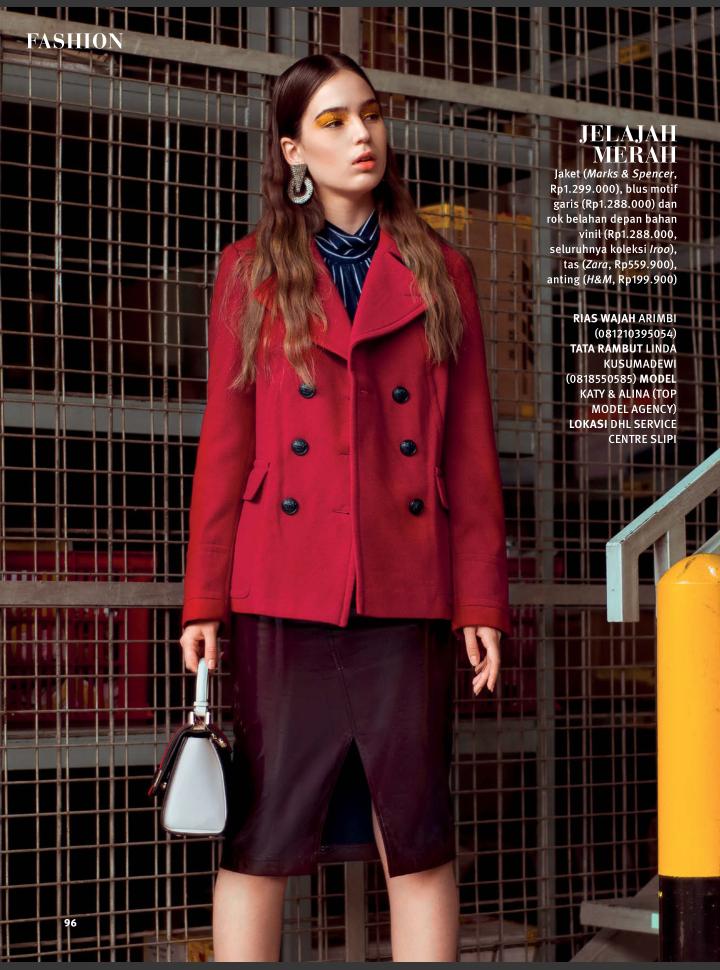 FASHION
JELAJAH
MERAH
Jaket (Marks & Spencer,
Rp1.299.000), blus motif
garis (Rp1.288.000) dan
rok belahan depan bahan
vinil (Rp1.288.000,
seluruhnya koleksi Iroo),
tas (Zara, Rp559.900),
anting (H&M, Rp199.900)
RIAS WAJAH ARIMBI
(081210395054)
TATA RAMBUT LINDA
KUSUMADEWI
(0818550585) MODEL
KATY & ALINA (TOP
MODEL AGENCY)
LOKASI DHL SERVICE
CENTRE SLIPI
96